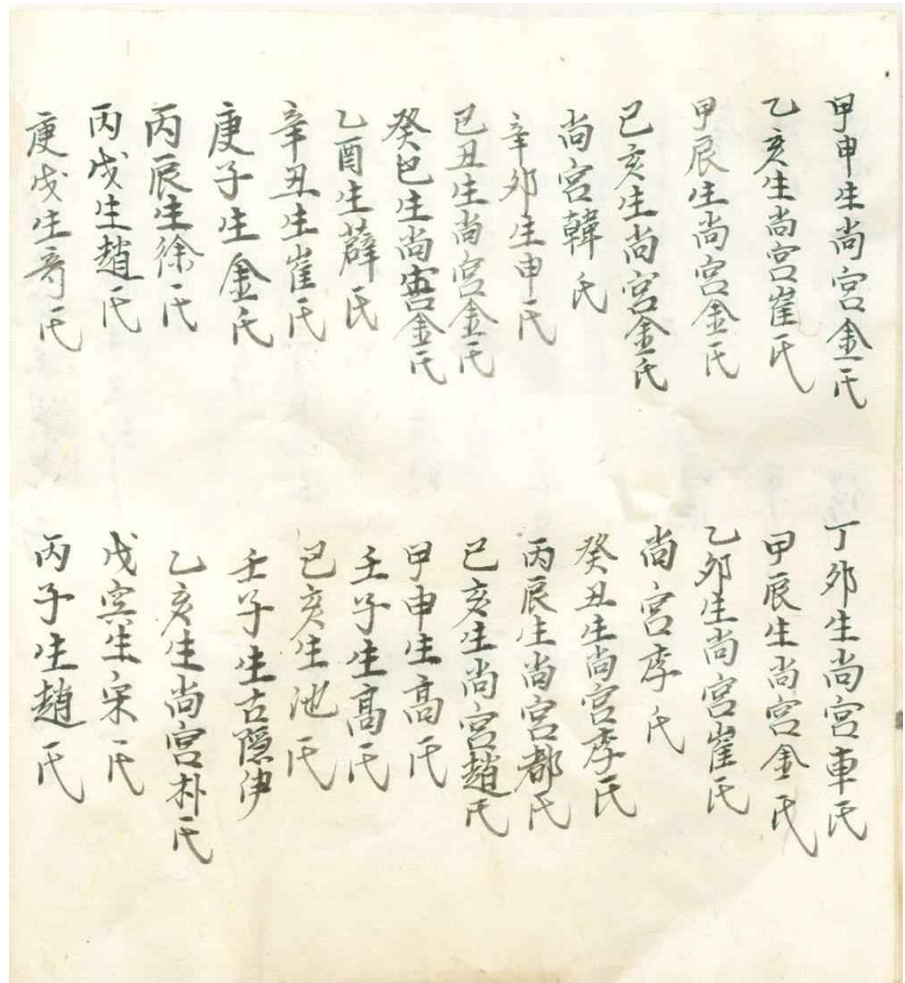 甲申生尚宮金氏
乙亥生尚宮崔氏
甲辰生尚宮金氏
己亥生尚宮金氏
尚宮韓氏
辛卯生申氏
己丑生尚宮金氏
癸巳生尚宮金氏
乙酉生薛氏
辛丑生崔氏
庚子生金氏
丙辰生徐氏
丙戌生趙氏
庚戌生奇氏
丁卯生尚宮車氏
甲辰生尚宮金氏
乙卯生尚宮崔氏
尚宮李氏
癸丑生尚宮李氏
丙辰生尚宮都氏
己亥生尚宮趙氏
甲申生高氏
壬子生高氏
己亥生池氏
壬子生古隱伊
乙亥生尚宮朴氏
戊寅生宋氏
丙子生趙氏